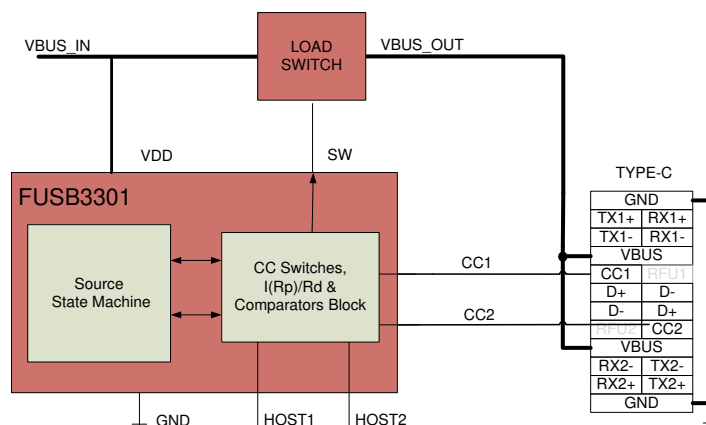 VBUS_IN
LOAD
SWITCH
VBUS_OUT
VDD
SW
FUSB3301
Source
State Machine
CC Switches,
I(Rp)/Rd &
Comparators Block
CC1
CC2
GND
HOST1
HOST2
TYPE-C
GND
TX1+ RX1+
TX1- RX1-
VBUS
CC1 RFU1
D+ D-
D- D+
RFU2 CC2
VBUS
RX2- TX2-
RX2+ TX2+
GND